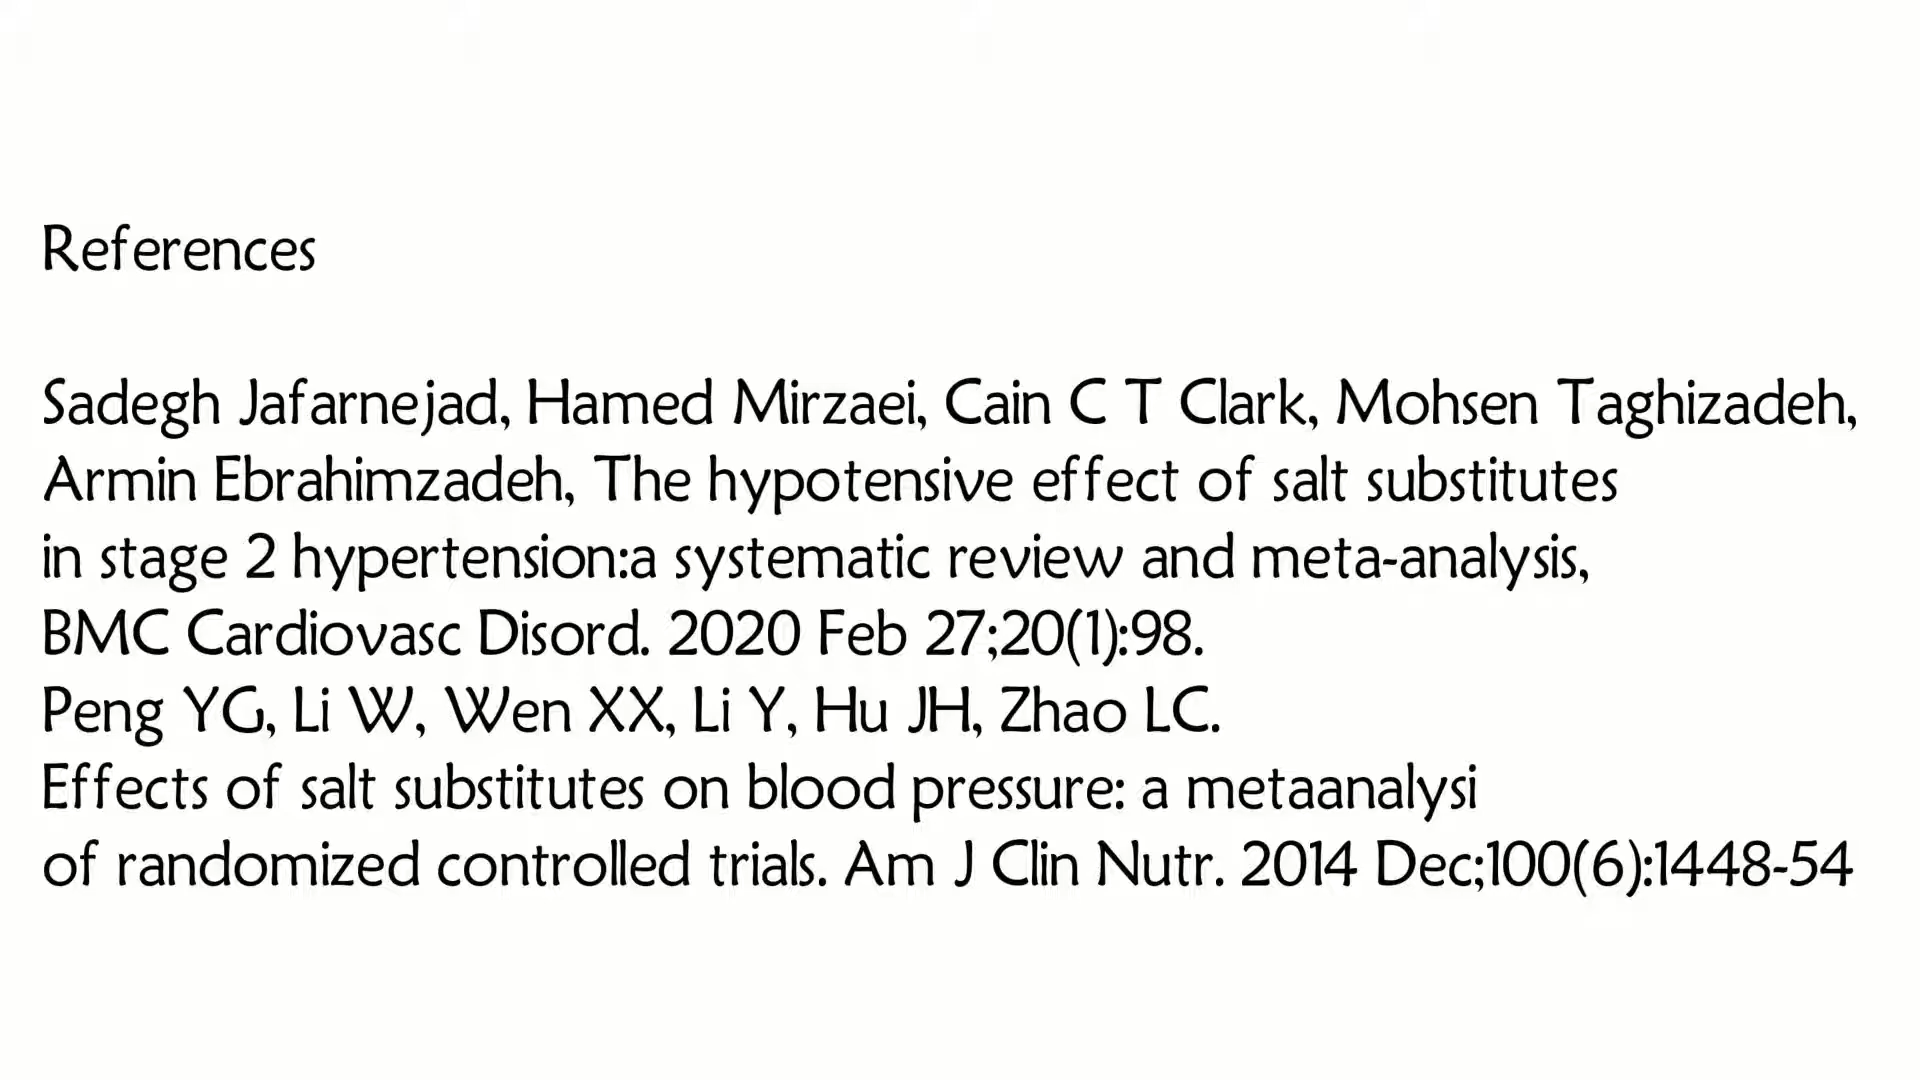 References
Sadegh Jafarnejad, Hamed Mirzaei, Cain C T Clark, Mohsen Taghizadeh,
Armin Ebrahimzadeh, The hypotensive effect of salt substitutes
in stage 2 hypertension:a systematic review and meta-analysis,
BMC Cardiovasc Disord. 2020 Feb 27;20(1):98.
Peng YG, Li W, Wen XX, Li Y, Hu JH, Zhao LC.
Effects of salt substitutes on blood pressure: a metaanalysi
of randomized controlled trials. Am J Clin Nutr. 2014 Dec;100(6):1448-54